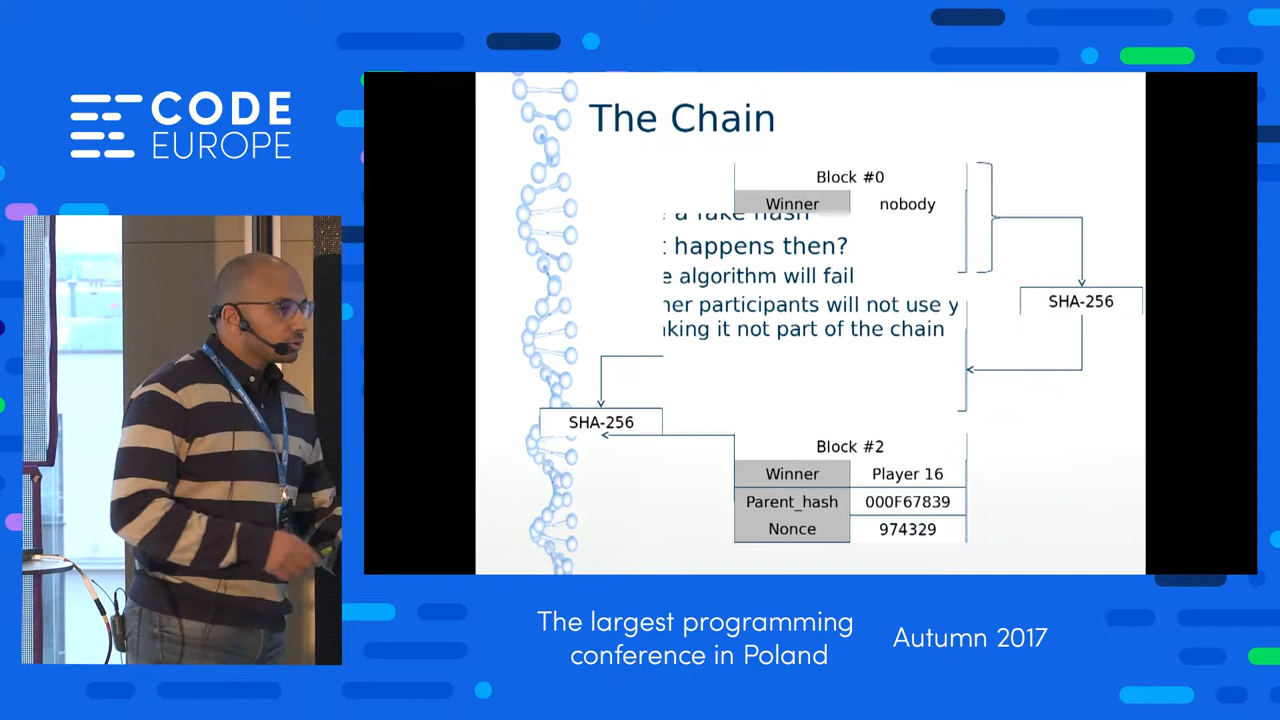 CODE
EUROPE
The Chain
Block #0
Winner nobody
a fake hash
happens then?
algorithm will fail
participants will not use
SHA-256
it not part of the chain
SHA-256
Block #2
Winner Player 16
Parent_hash 000F67839
Nonce 974329
The largest programming
conference in Poland
Autumn 2017